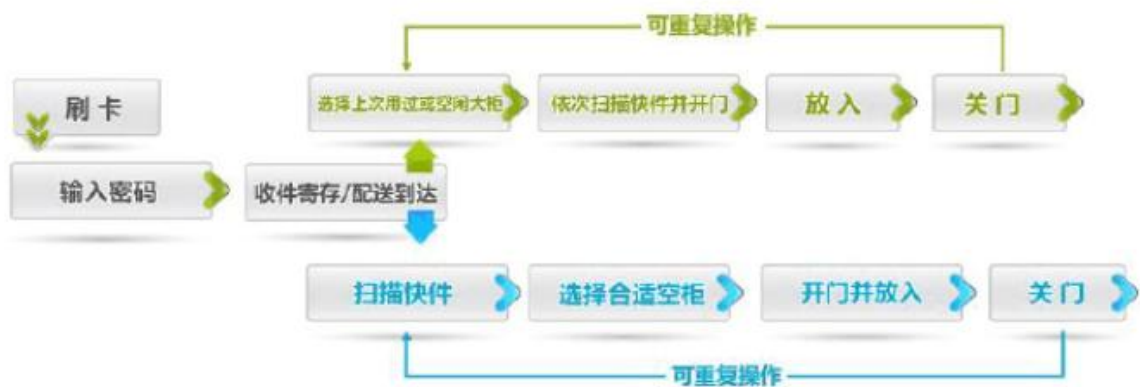 可重复操作
刷卡
选择上次用过或空闲大柜
依次扫描快件并开门
放入
关门
输入密码
收件寄存/配送到达
扫描快件
选择合适空柜
开门并放入
关门
可重复操作